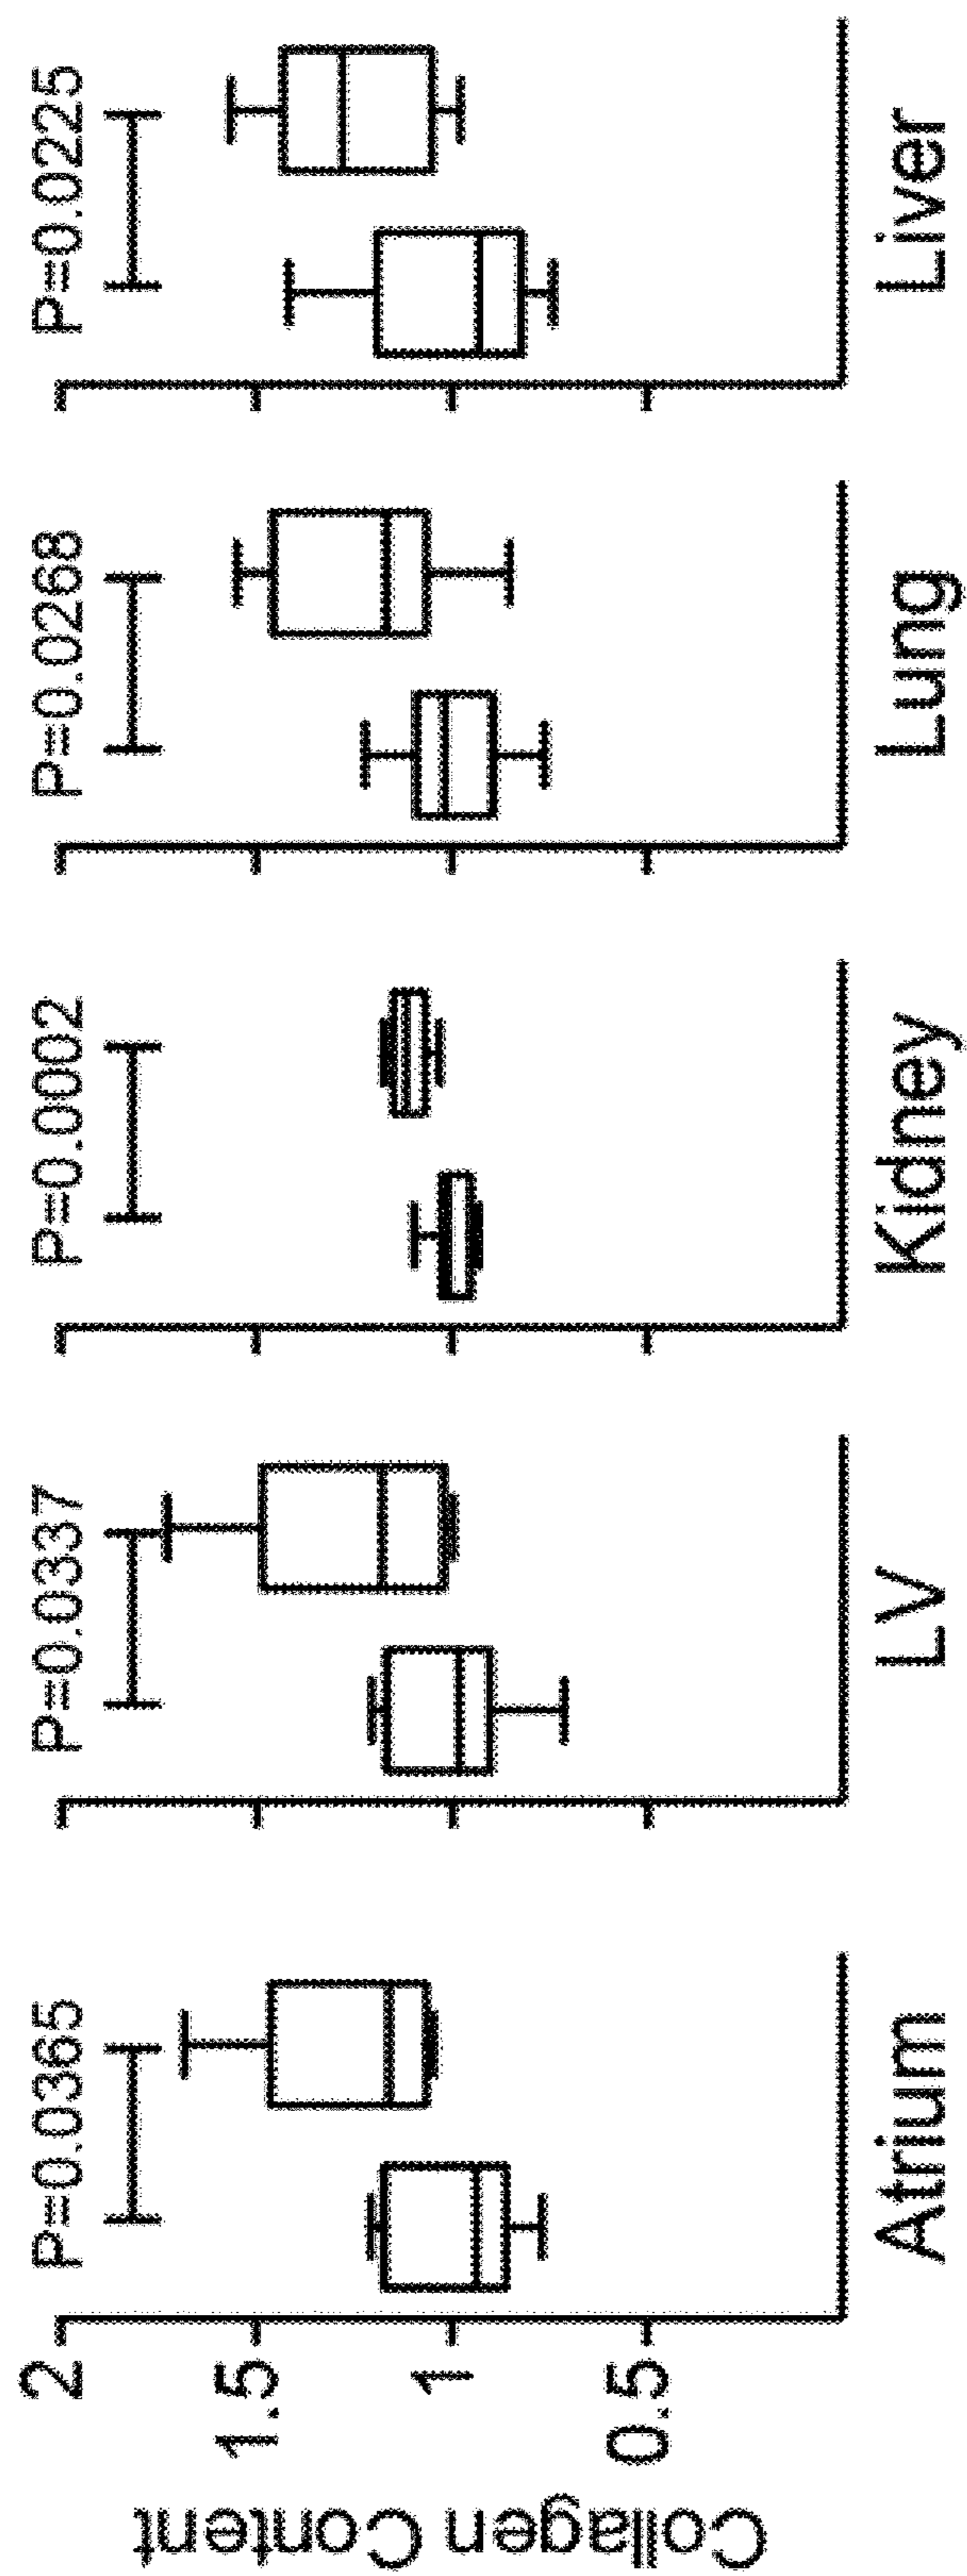 Collagen Content
2
1.5
1
0.5
P=0.0365
P=0.0337
P=0.0002
P=0.0268
P=0.0225
Atrium
LV
Kidney
Lung
Liver